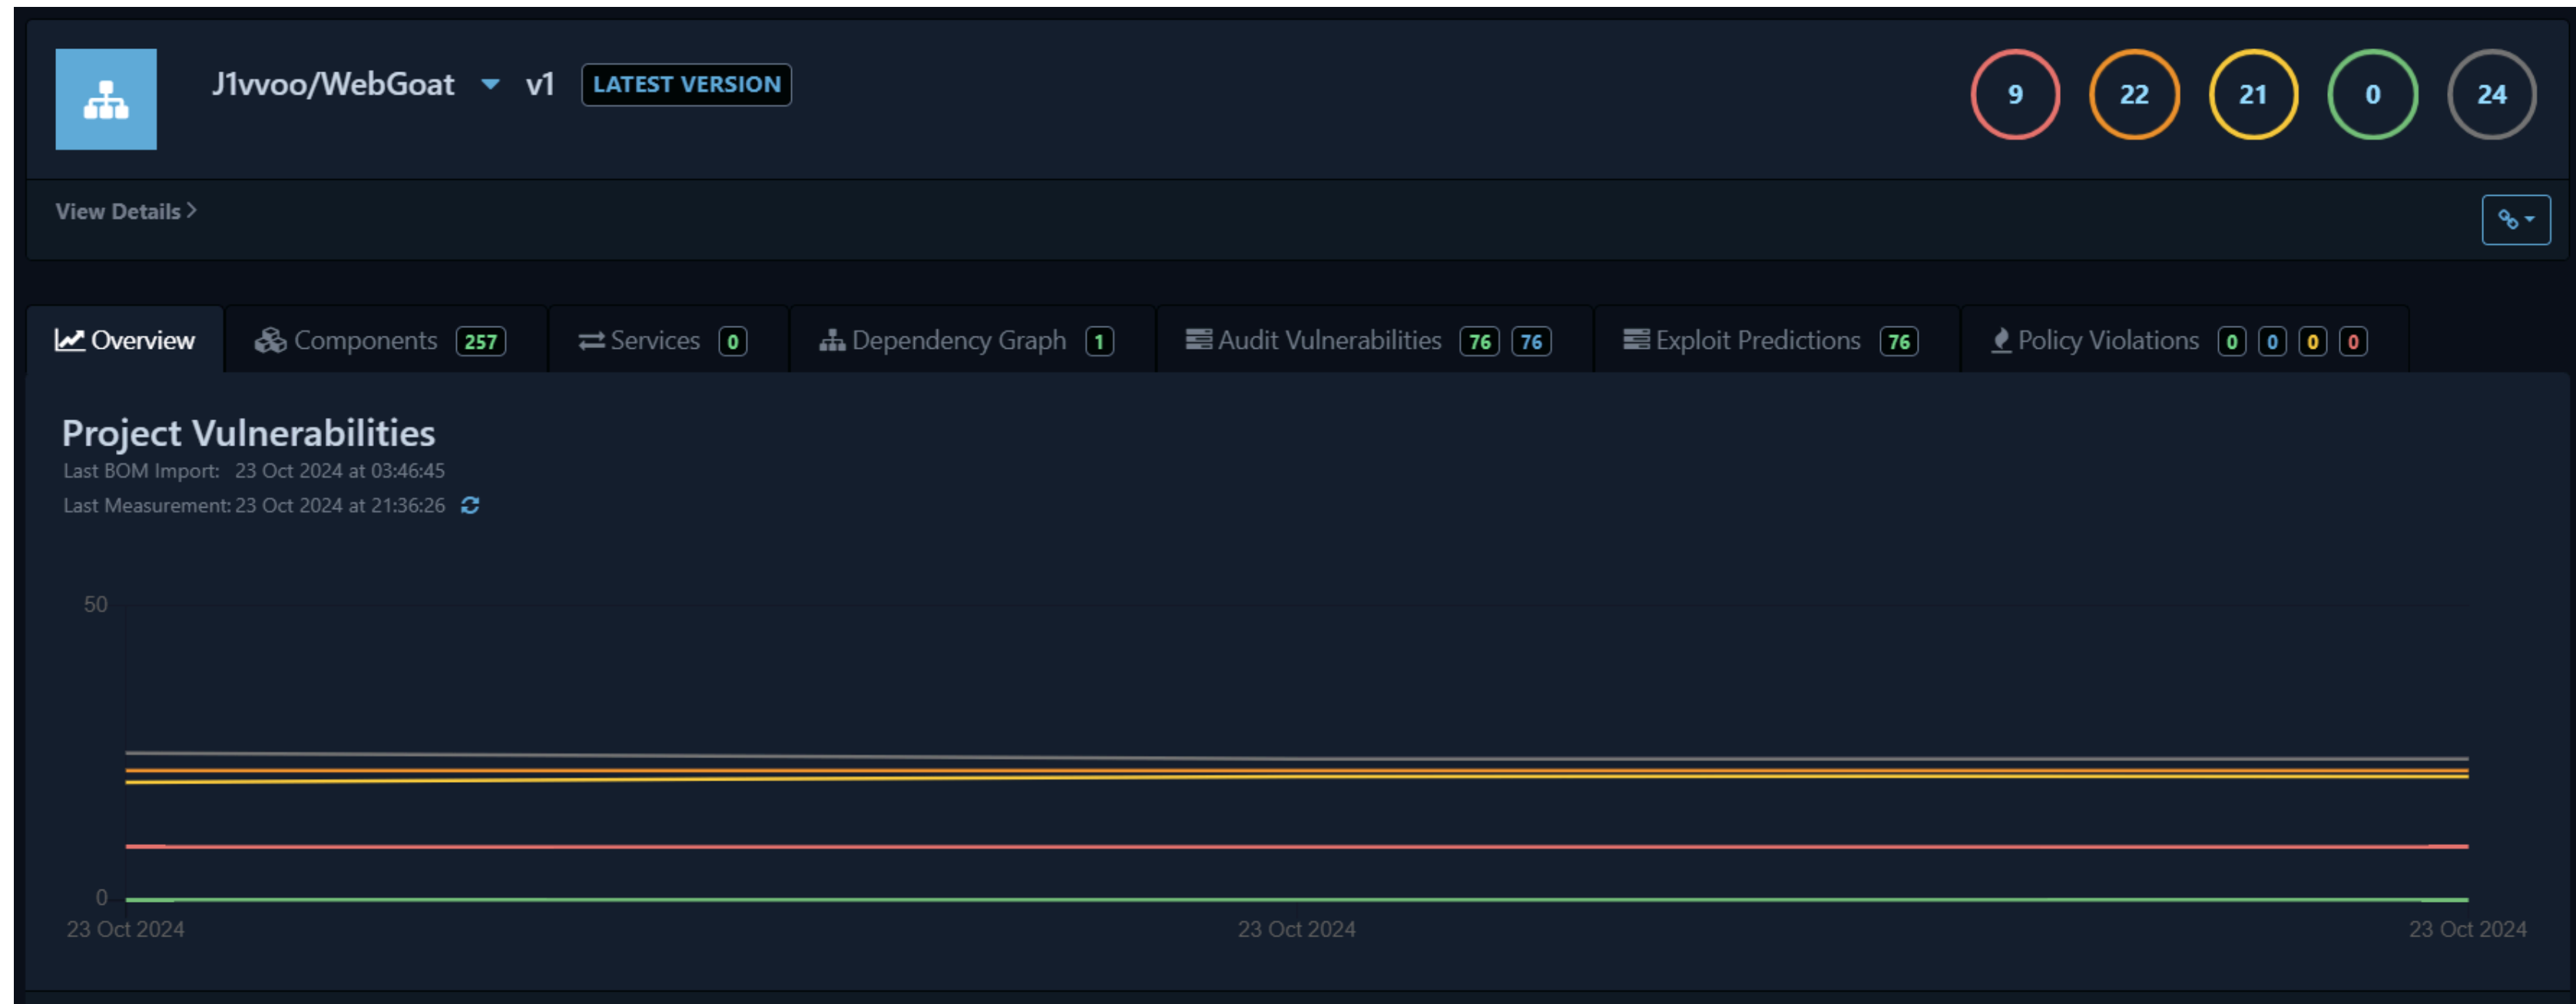 J1vvoo/WebGoat v1 LATEST VERSION 9 22 21 0 24
View Details
Overview Components 257 Services 0 Dependency Graph 1 Audit Vulnerabilities 76 76 Exploit Predictions 76 Policy Violations 0 0 0 0
Project Vulnerabilities
Last BOM Import: 23 Oct 2024 at 03:46:45
Last Measurement: 23 Oct 2024 at 21:36:26
50
0
23 Oct 2024 23 Oct 2024 23 Oct 2024